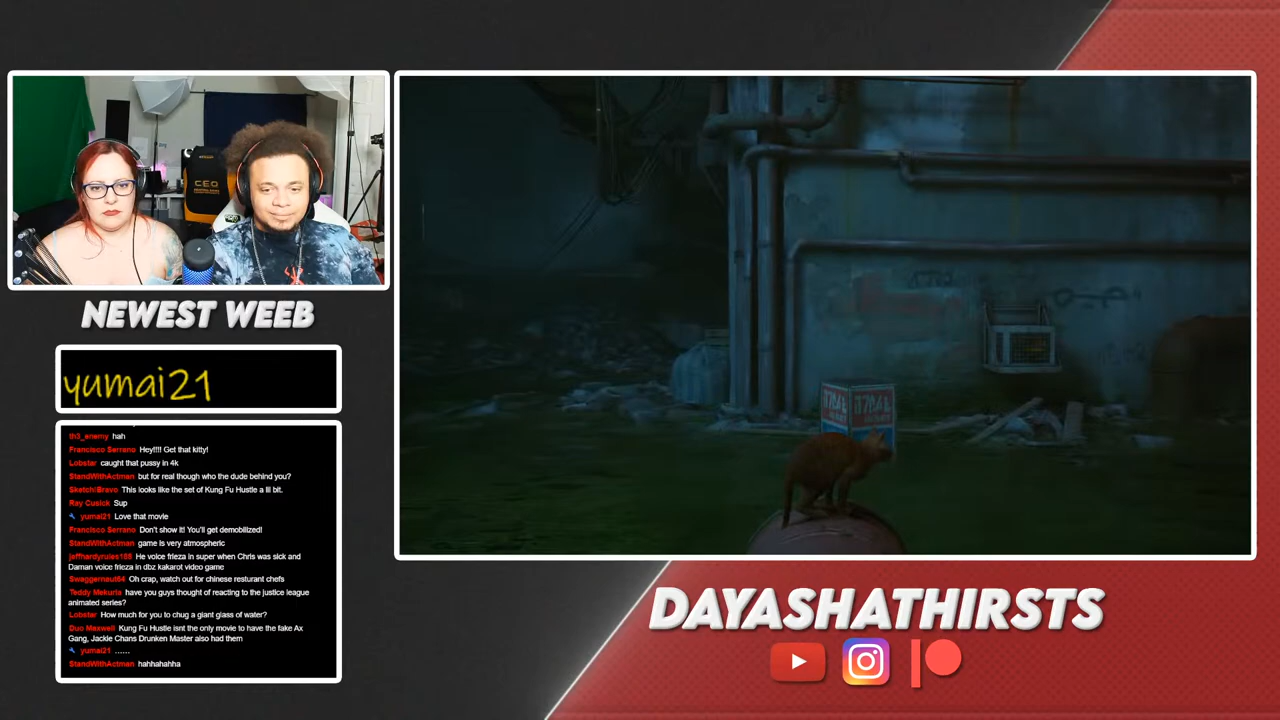 CEO
NEWEST WEEB
yumai21
th3_enemy hah
Francisco Serrano Hey!!!! Get that kitty!
Lobstar caught that pussy in 4k
StandWithActman but for real though who the dude behind you?
Sketch!Bravo This looks like the set of Kung Fu Hustle a lil bit.
Ray Cusick Sup
yumai21 Love that movie
Francisco Serrano Don't show it! You'll get demobilized!
StandWithActman game is very atmospheric
jeffhardyrules165 He voice frieza in super when Chris was sick and
Daman voice frieza in dbz kakarot video game
Swaggernaut64 Oh crap, watch out for chinese resturant chefs
Teddy Mekuria have you guys thought of reacting to the justice league
animated series?
Lobstar How much for you to chug a giant glass of water?
Duo Maxwell Kung Fu Hustle isnt the only movie to have the fake Ax
Gang, Jackie Chans Drunken Master also had them
yumai21 ......
StandWithActman hahhahahha
DAYASHATHIRSTS